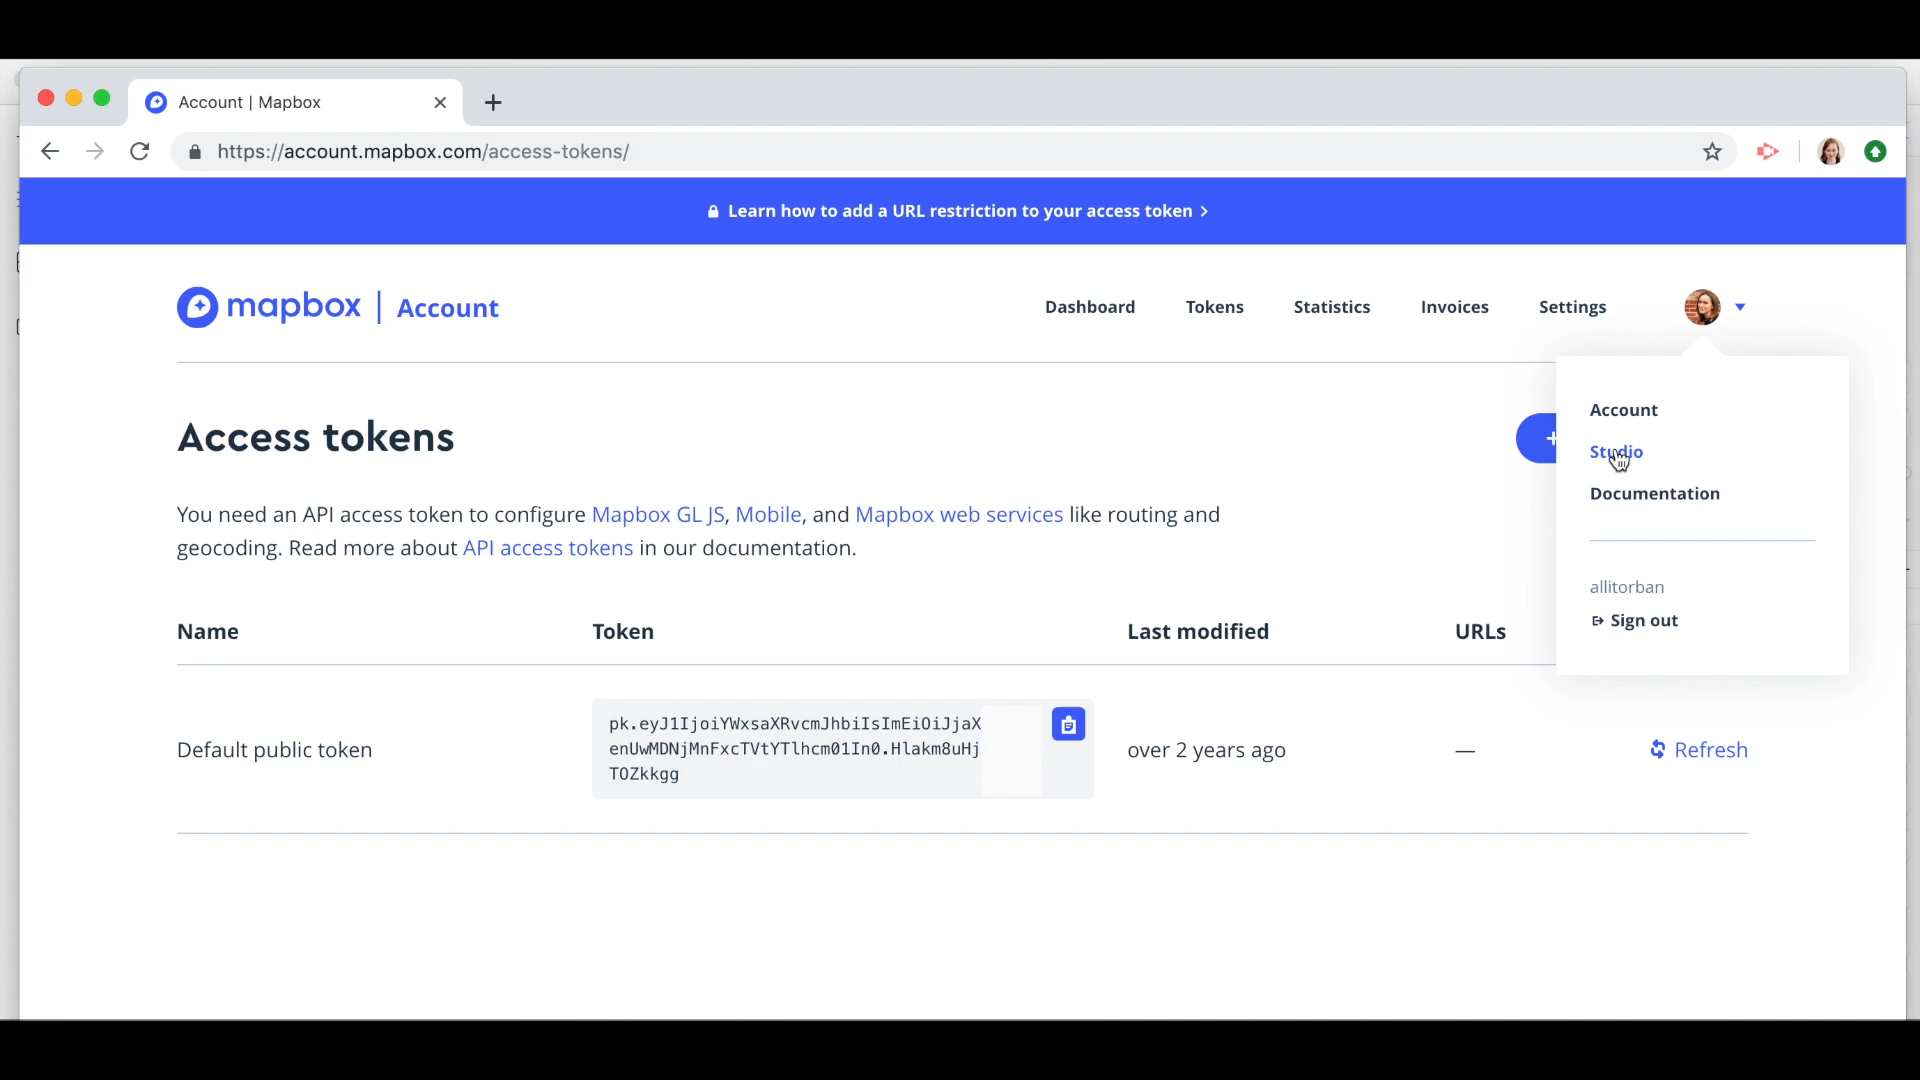 Account | Mapbox
https://account.mapbox.com/access-tokens/
Learn how to add a URL restriction to your access token
mapbox | Account
Dashboard Tokens Statistics Invoices Settings
Account
Studio
Documentation
allitorban
Sign out
Access tokens
You need an API access token to configure Mapbox GL JS, Mobile, and Mapbox web services like routing and
geocoding. Read more about API access tokens in our documentation.
Name Token Last modified URLs
Default public token
pk.eyJ1IjoiYWxsaXRvcmJhbiIsImEiOiJjaX
enUwMDNjMnFxcTVtYTlhcm01In0.Hlakm8uHj
TOZkkgg
over 2 years ago — Refresh